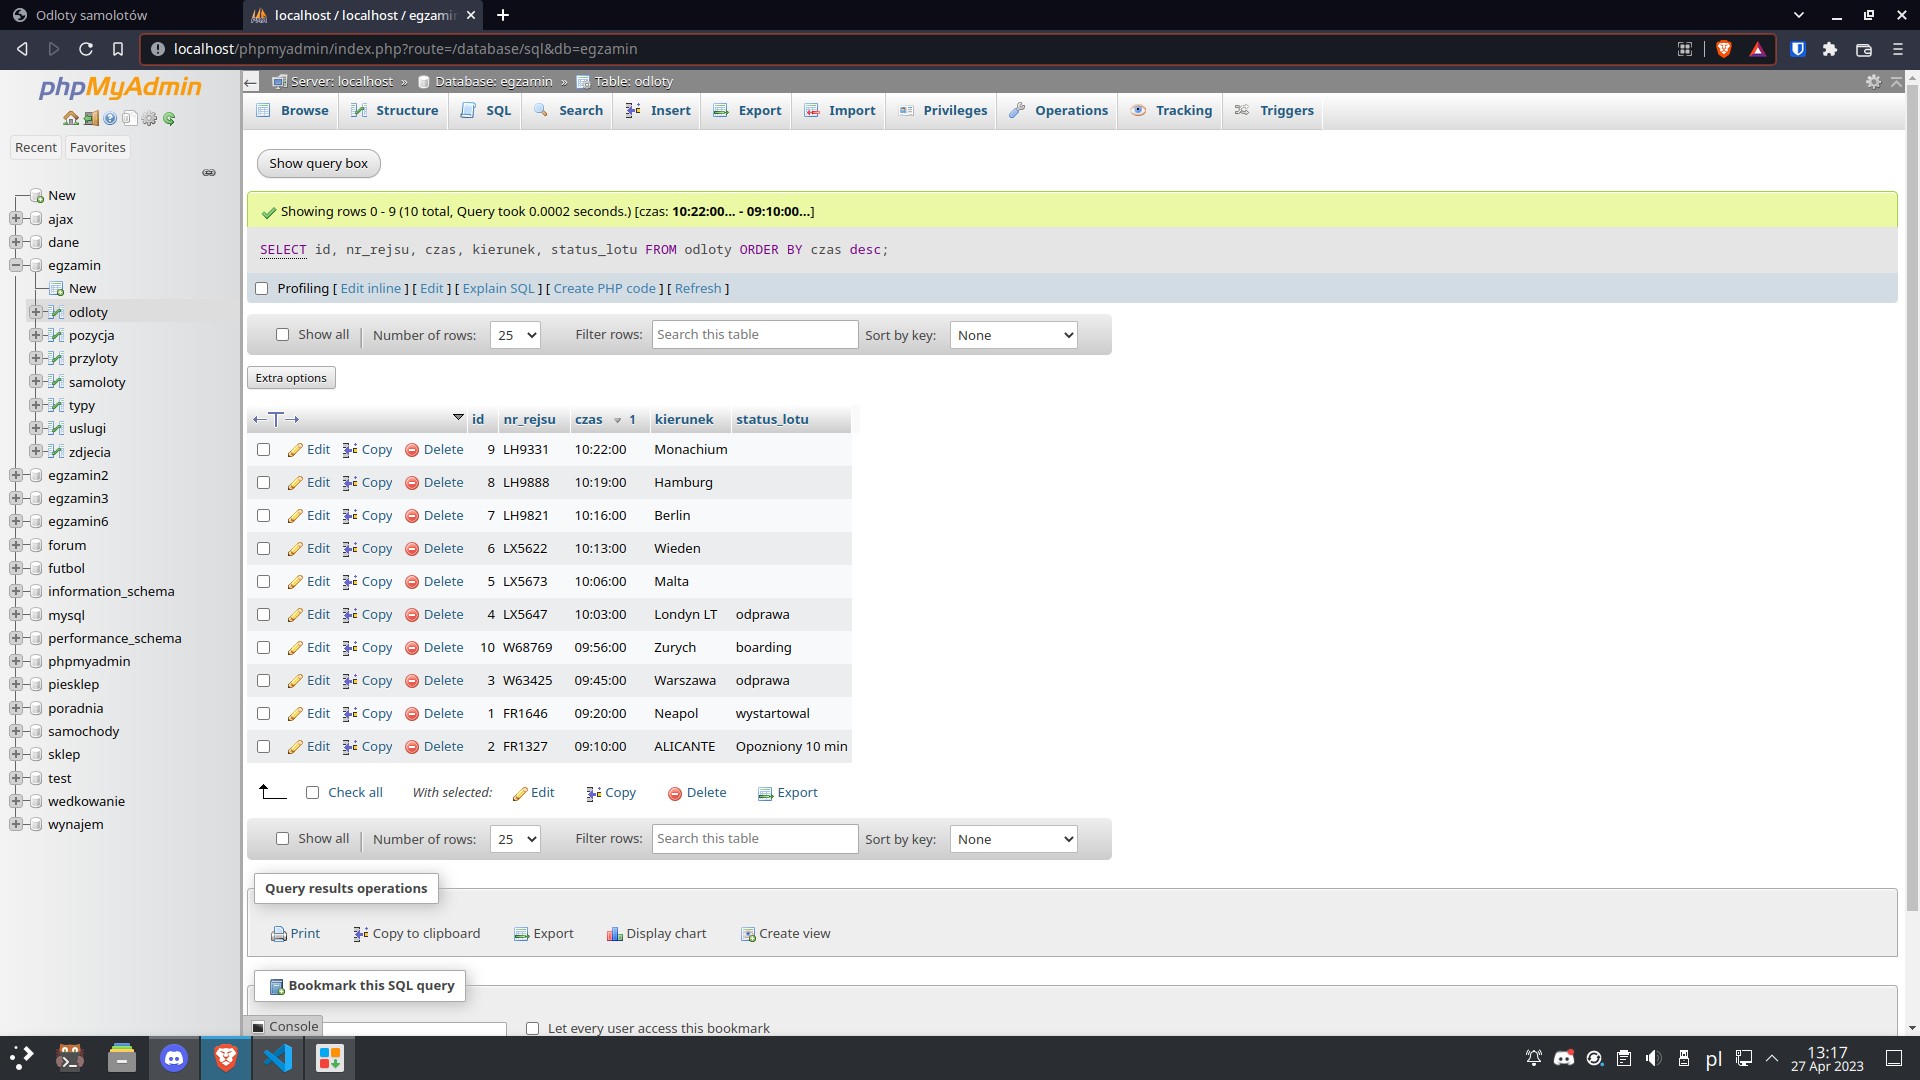 Odloty samolotów
localhost / localhost / egzamin
localhost/phpmyadmin/index.php?route=/database/sql&db=egzamin
phpMyAdmin
Server: localhost » Database: egzamin » Table: odloty
Browse Structure SQL Search Insert Export Import Privileges Operations Tracking Triggers
Recent Favorites
New
ajax
dane
egzamin
New
odloty
pozycja
przyloty
samoloty
typy
uslugi
zdjecia
egzamin2
egzamin3
egzamin6
forum
futbol
information_schema
mysql
performance_schema
phpmyadmin
piesklep
poradnia
samochody
sklep
test
wedkowanie
wynajem
Show query box
Showing rows 0 - 9 (10 total, Query took 0.0002 seconds.) [czas: 10:22:00... - 09:10:00...]
SELECT id, nr_rejsu, czas, kierunek, status_lotu FROM odloty ORDER BY czas desc;
Profiling [ Edit inline ] [ Edit ] [ Explain SQL ] [ Create PHP code ] [ Refresh ]
Show all Number of rows: 25 Filter rows: Search this table Sort by key: None
Extra options
←T→ id nr_rejsu czas 1 kierunek status_lotu
Edit Copy Delete 9 LH9331 10:22:00 Monachium
Edit Copy Delete 8 LH9888 10:19:00 Hamburg
Edit Copy Delete 7 LH9821 10:16:00 Berlin
Edit Copy Delete 6 LX5622 10:13:00 Wieden
Edit Copy Delete 5 LX5673 10:06:00 Malta
Edit Copy Delete 4 LX5647 10:03:00 Londyn LT odprawa
Edit Copy Delete 10 W68769 09:56:00 Zurych boarding
Edit Copy Delete 3 W63425 09:45:00 Warszawa odprawa
Edit Copy Delete 1 FR1646 09:20:00 Neapol wystartowal
Edit Copy Delete 2 FR1327 09:10:00 ALICANTE Opozniony 10 min
Check all With selected: Edit Copy Delete Export
Show all Number of rows: 25 Filter rows: Search this table Sort by key: None
Query results operations
Print Copy to clipboard Export Display chart Create view
Bookmark this SQL query
Console
Let every user access this bookmark
pl
13:17
27 Apr 2023